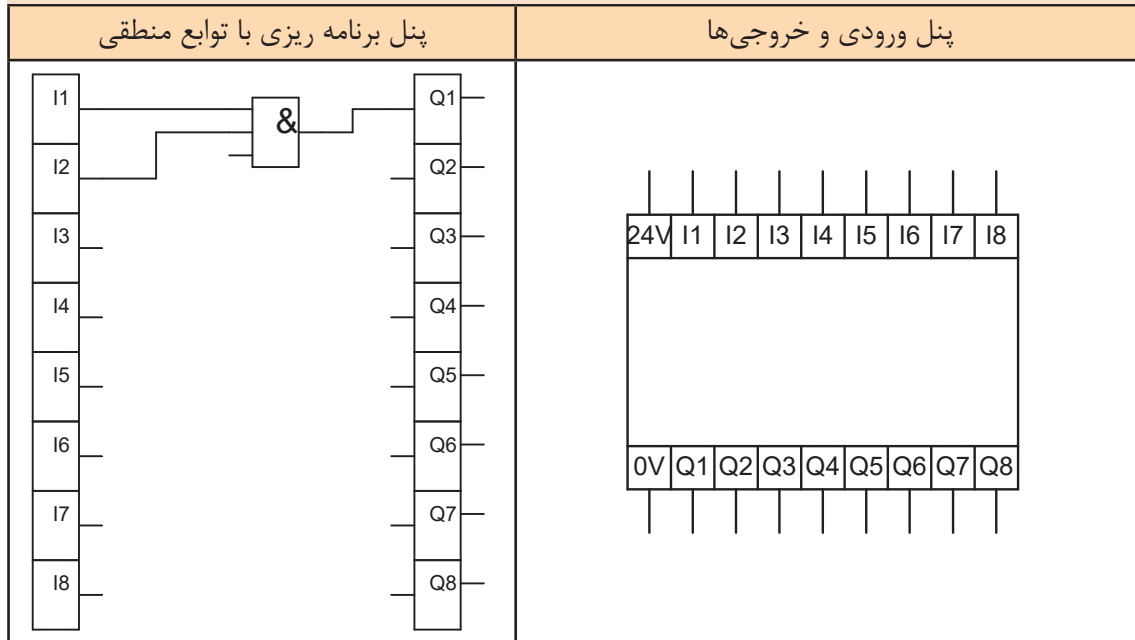 پنل ورودی و خروجی‌ها
پنل برنامه ریزی با توابع منطقی
I1 & Q1
I2 Q2
I3 Q3
I4 Q4
I5 Q5
I6 Q6
I7 Q7
I8 Q8
24V I1 I2 I3 I4 I5 I6 I7 I8
0V Q1 Q2 Q3 Q4 Q5 Q6 Q7 Q8